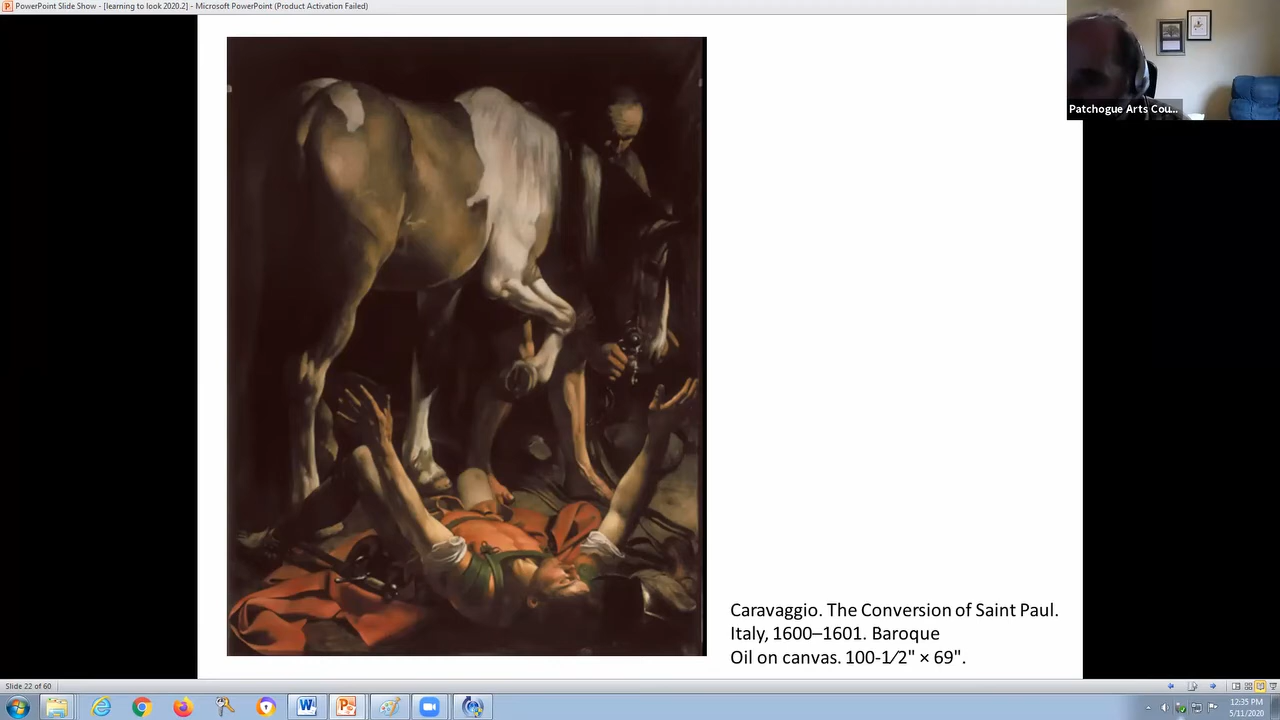 PowerPoint Slide Show - [learning to look 2020.2] - Microsoft PowerPoint (Product Activation Failed)
Patchogue Arts Cou...
Caravaggio. The Conversion of Saint Paul.
Italy, 1600–1601. Baroque
Oil on canvas. 100-1⁄2" × 69".
Slide 22 of 60
12:35 PM
5/11/2020